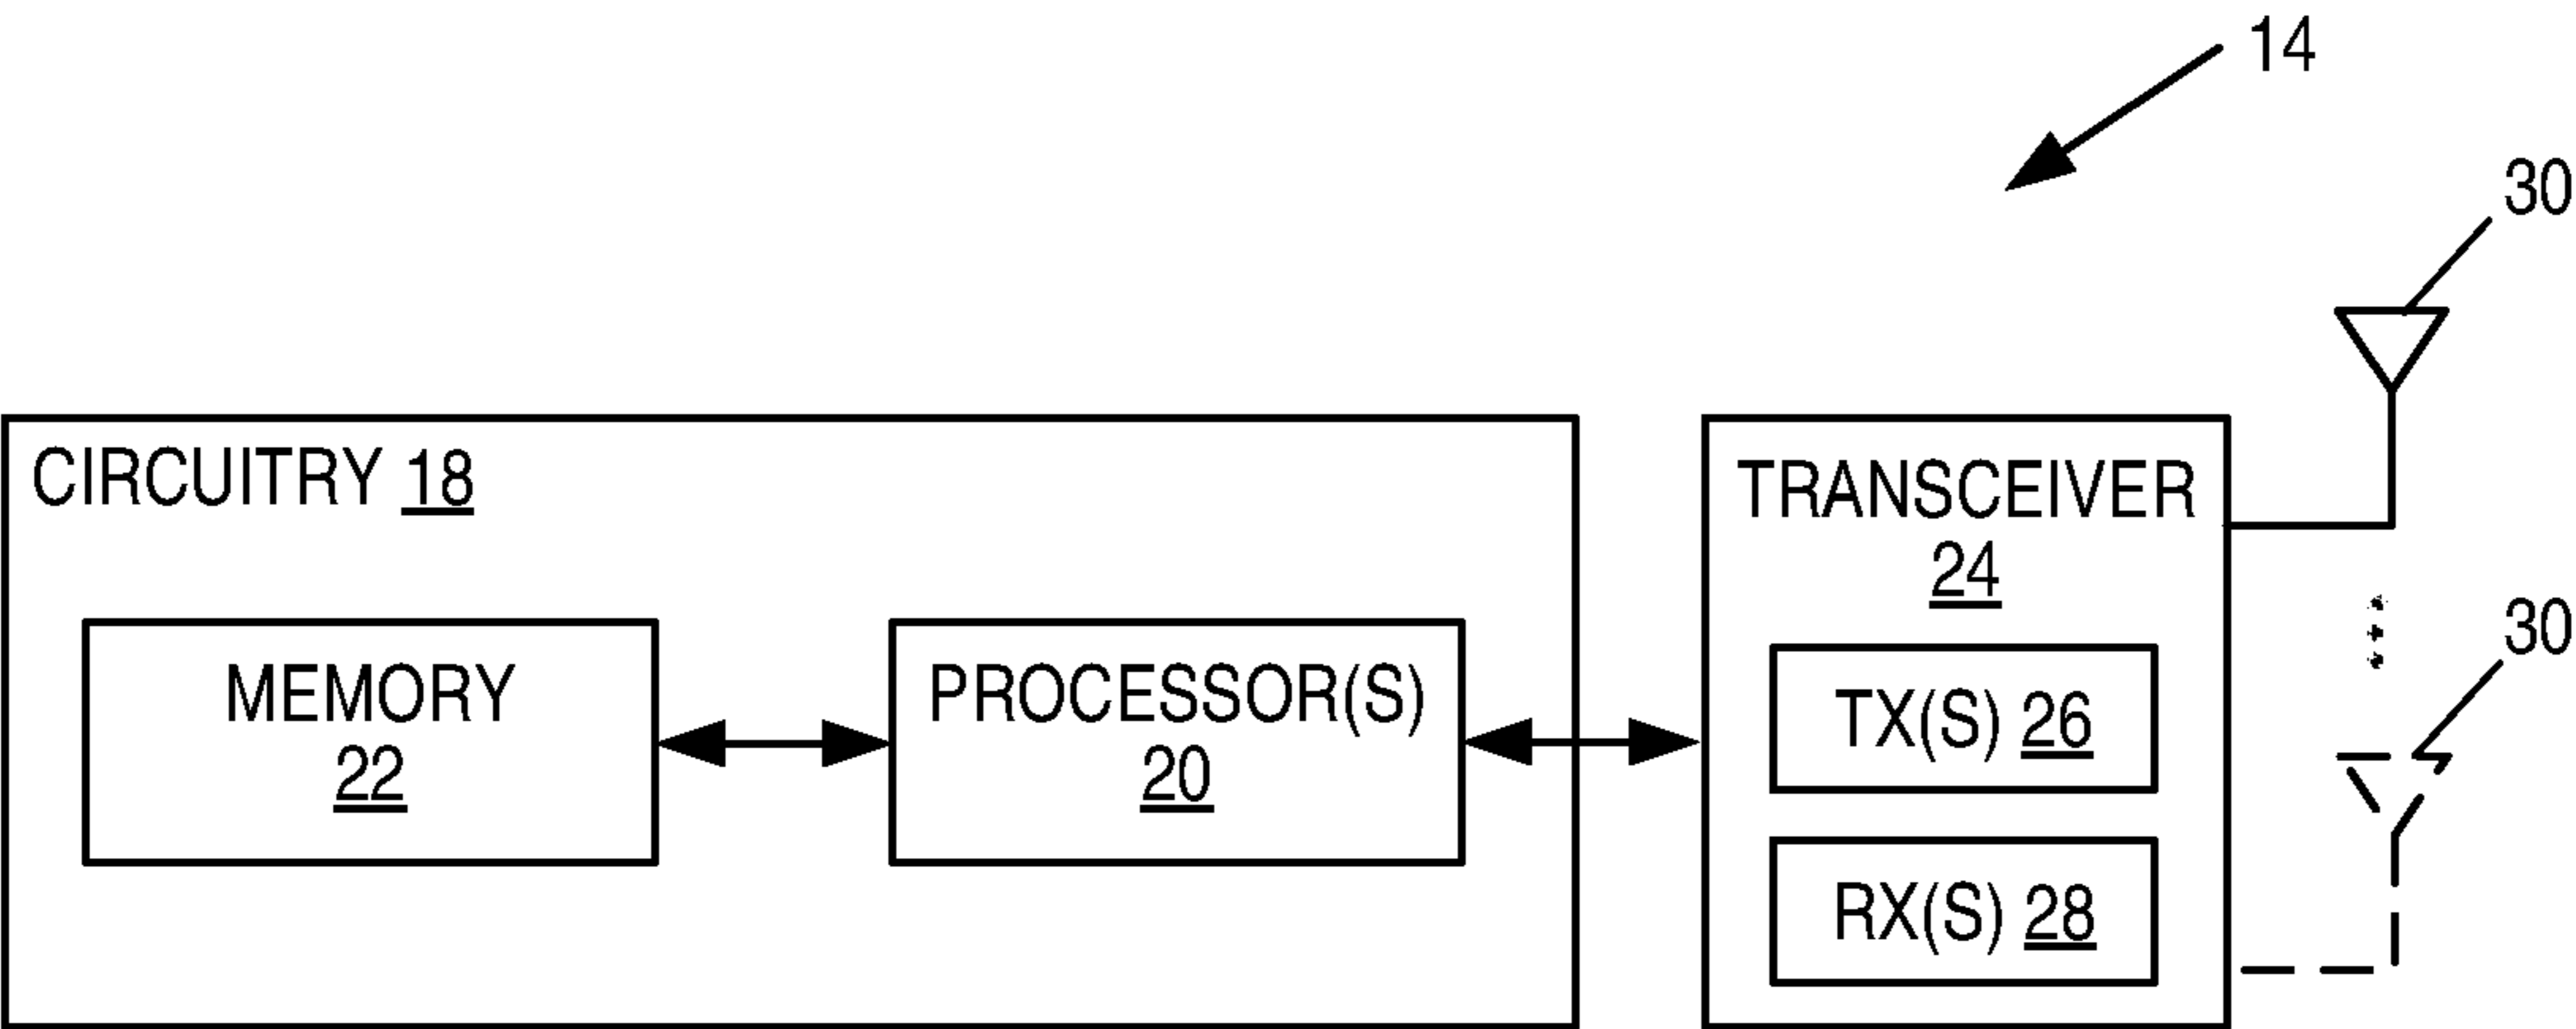 14
30
CIRCUITRY 18
TRANSCEIVER
24
30
MEMORY
22
PROCESSOR(S)
20
TX(S) 26
RX(S) 28